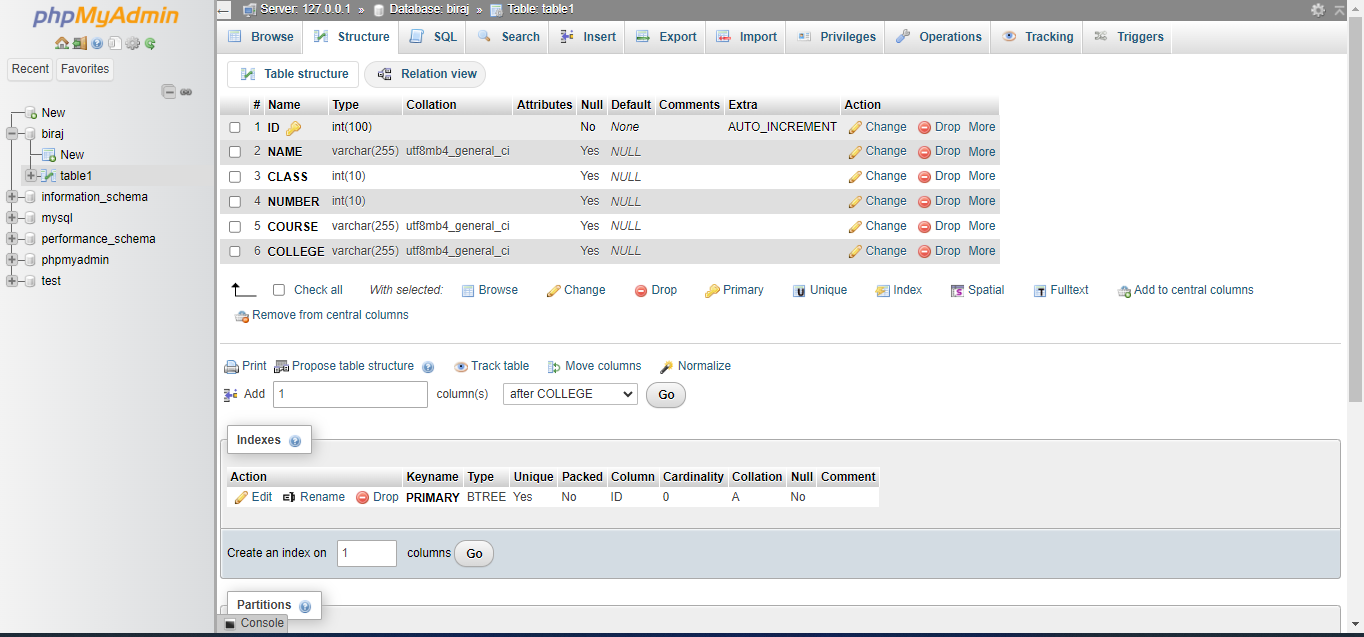 phpMyAdmin
Recent Favorites
New
biraj
New
table1
information_schema
mysql
performance_schema
phpmyadmin
test
Server: 127.0.0.1 » Database: biraj » Table: table1
Browse Structure SQL Search Insert Export Import Privileges Operations Tracking Triggers
Table structure Relation view
# Name Type Collation Attributes Null Default Comments Extra Action
1 ID int(100) No None AUTO_INCREMENT Change Drop More
2 NAME varchar(255) utf8mb4_general_ci Yes NULL Change Drop More
3 CLASS int(10) Yes NULL Change Drop More
4 NUMBER int(10) Yes NULL Change Drop More
5 COURSE varchar(255) utf8mb4_general_ci Yes NULL Change Drop More
6 COLLEGE varchar(255) utf8mb4_general_ci Yes NULL Change Drop More
Check all With selected: Browse Change Drop Primary Unique Index Spatial Fulltext Add to central columns
Remove from central columns
Print Propose table structure Track table Move columns Normalize
Add 1 column(s) after COLLEGE Go
Indexes
Action Keyname Type Unique Packed Column Cardinality Collation Null Comment
Edit Rename Drop PRIMARY BTREE Yes No ID 0 A No
Create an index on 1 columns Go
Partitions
Console